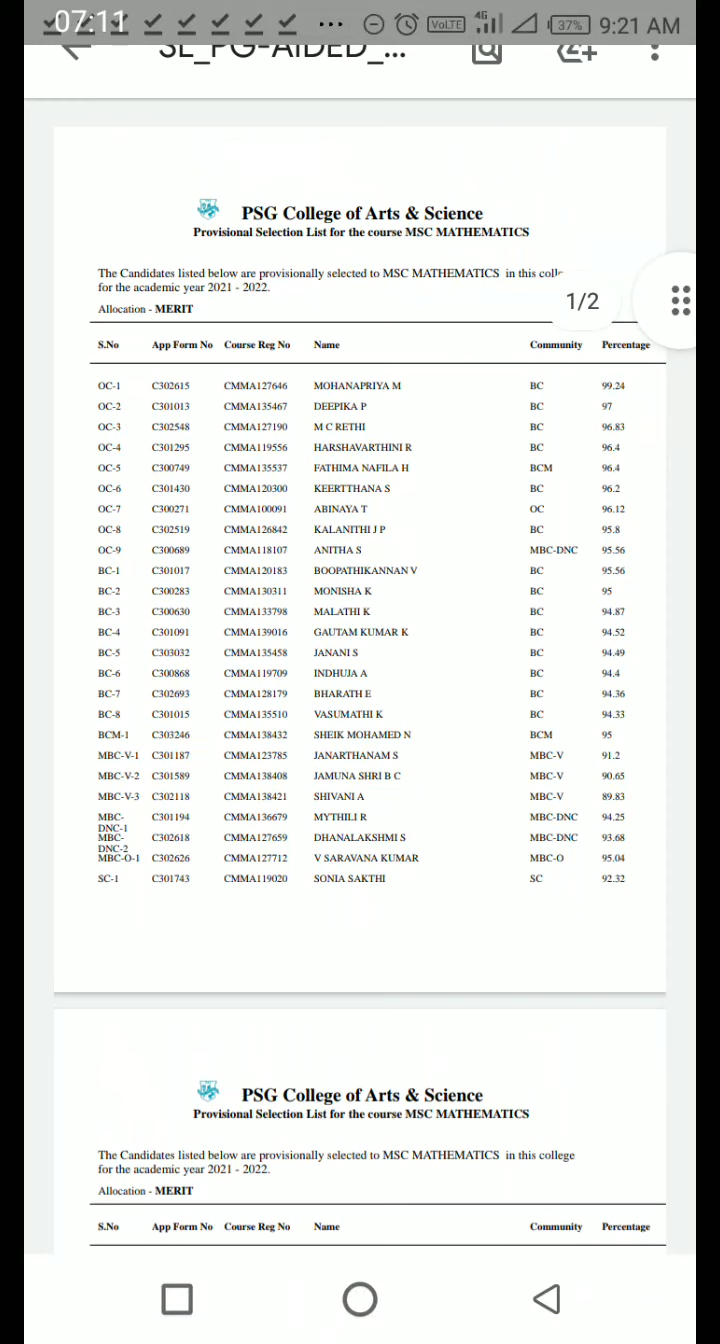 07:11 ... VoLTE 4G 37% 9:21 AM
SL_PG-AIDED_...
PSG College of Arts & Science
Provisional Selection List for the course MSC MATHEMATICS
The Candidates listed below are provisionally selected to MSC MATHEMATICS in this colle
for the academic year 2021 - 2022.
1/2
Allocation - MERIT
S.No App Form No Course Reg No Name Community Percentage
OC-1 C302615 CMMA127646 MOHANAPRIYA M BC 99.24
OC-2 C301013 CMMA135467 DEEPIKA P BC 97
OC-3 C302548 CMMA127190 M C RETHI BC 96.83
OC-4 C301295 CMMA119556 HARSHAVARTHINI R BC 96.4
OC-5 C300749 CMMA135537 FATHIMA NAFILA H BCM 96.4
OC-6 C301430 CMMA120300 KEERTTHANA S BC 96.2
OC-7 C300271 CMMA100091 ABINAYA T OC 96.12
OC-8 C302519 CMMA126842 KALANITHI J P BC 95.8
OC-9 C300689 CMMA118107 ANITHA S MBC-DNC 95.56
BC-1 C301017 CMMA120183 BOOPATHIKANNAN V BC 95.56
BC-2 C300283 CMMA130311 MONISHA K BC 95
BC-3 C300630 CMMA133798 MALATHI K BC 94.87
BC-4 C301091 CMMA139016 GAUTAM KUMAR K BC 94.52
BC-5 C303032 CMMA135458 JANANI S BC 94.49
BC-6 C300868 CMMA119709 INDHUJA A BC 94.4
BC-7 C302693 CMMA128179 BHARATH E BC 94.36
BC-8 C301015 CMMA135510 VASUMATHI K BC 94.33
BCM-1 C303246 CMMA138432 SHEIK MOHAMED N BCM 95
MBC-V-1 C301187 CMMA123785 JANARTHANAM S MBC-V 91.2
MBC-V-2 C301589 CMMA138408 JAMUNA SHRI B C MBC-V 90.65
MBC-V-3 C302118 CMMA138421 SHIVANI A MBC-V 89.83
MBC- C301194 CMMA136679 MYTHILI R MBC-DNC 94.25
DNC-1
MBC- C302618 CMMA127659 DHANALAKSHMI S MBC-DNC 93.68
DNC-2
MBC-O-1 C302626 CMMA127712 V SARAVANA KUMAR MBC-O 95.04
SC-1 C301743 CMMA119020 SONIA SAKTHI SC 92.32
PSG College of Arts & Science
Provisional Selection List for the course MSC MATHEMATICS
The Candidates listed below are provisionally selected to MSC MATHEMATICS in this college
for the academic year 2021 - 2022.
Allocation - MERIT
S.No App Form No Course Reg No Name Community Percentage